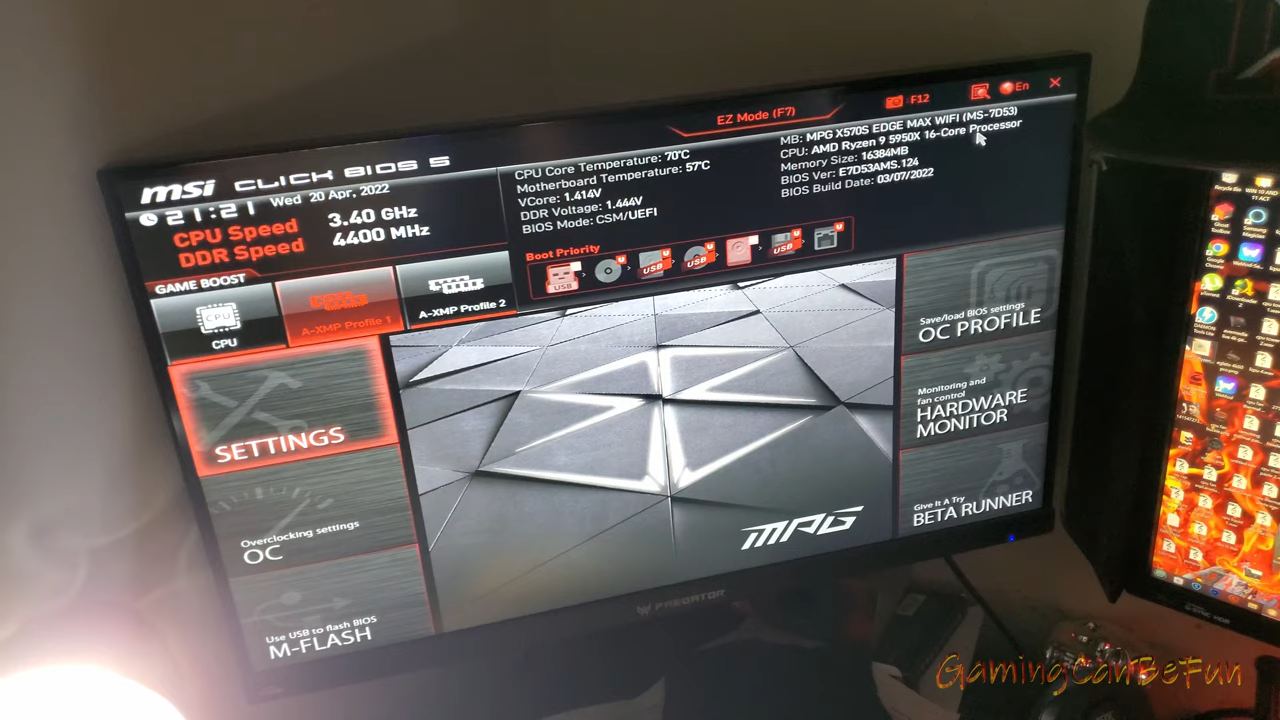 EZ Mode (F7)
F12
En
X
msi CLICK BIOS 5
21:21 Wed 20 Apr, 2022
CPU Speed 3.40 GHz
DDR Speed 4400 MHz
CPU Core Temperature: 70°C
Motherboard Temperature: 57°C
VCore: 1.414V
DDR Voltage: 1.444V
BIOS Mode: CSM/UEFI
MB: MPG X570S EDGE MAX WIFI (MS-7D53)
CPU: AMD Ryzen 9 5950X 16-Core Processor
Memory Size: 16384MB
BIOS Ver: E7D53AMS.124
BIOS Build Date: 03/07/2022
Boot Priority
USB U USB U USB U U USB U U
GAME BOOST
CPU
CPU
A-XMP Profile 1
A-XMP Profile 2
SETTINGS
Overclocking settings
OC
Use USB to flash BIOS
M-FLASH
MPG
Save/load BIOS settings
OC PROFILE
Monitoring and
fan control
HARDWARE
MONITOR
Give It A Try
BETA RUNNER
PREDATOR
Recycle Bin
GamingCanBeFun